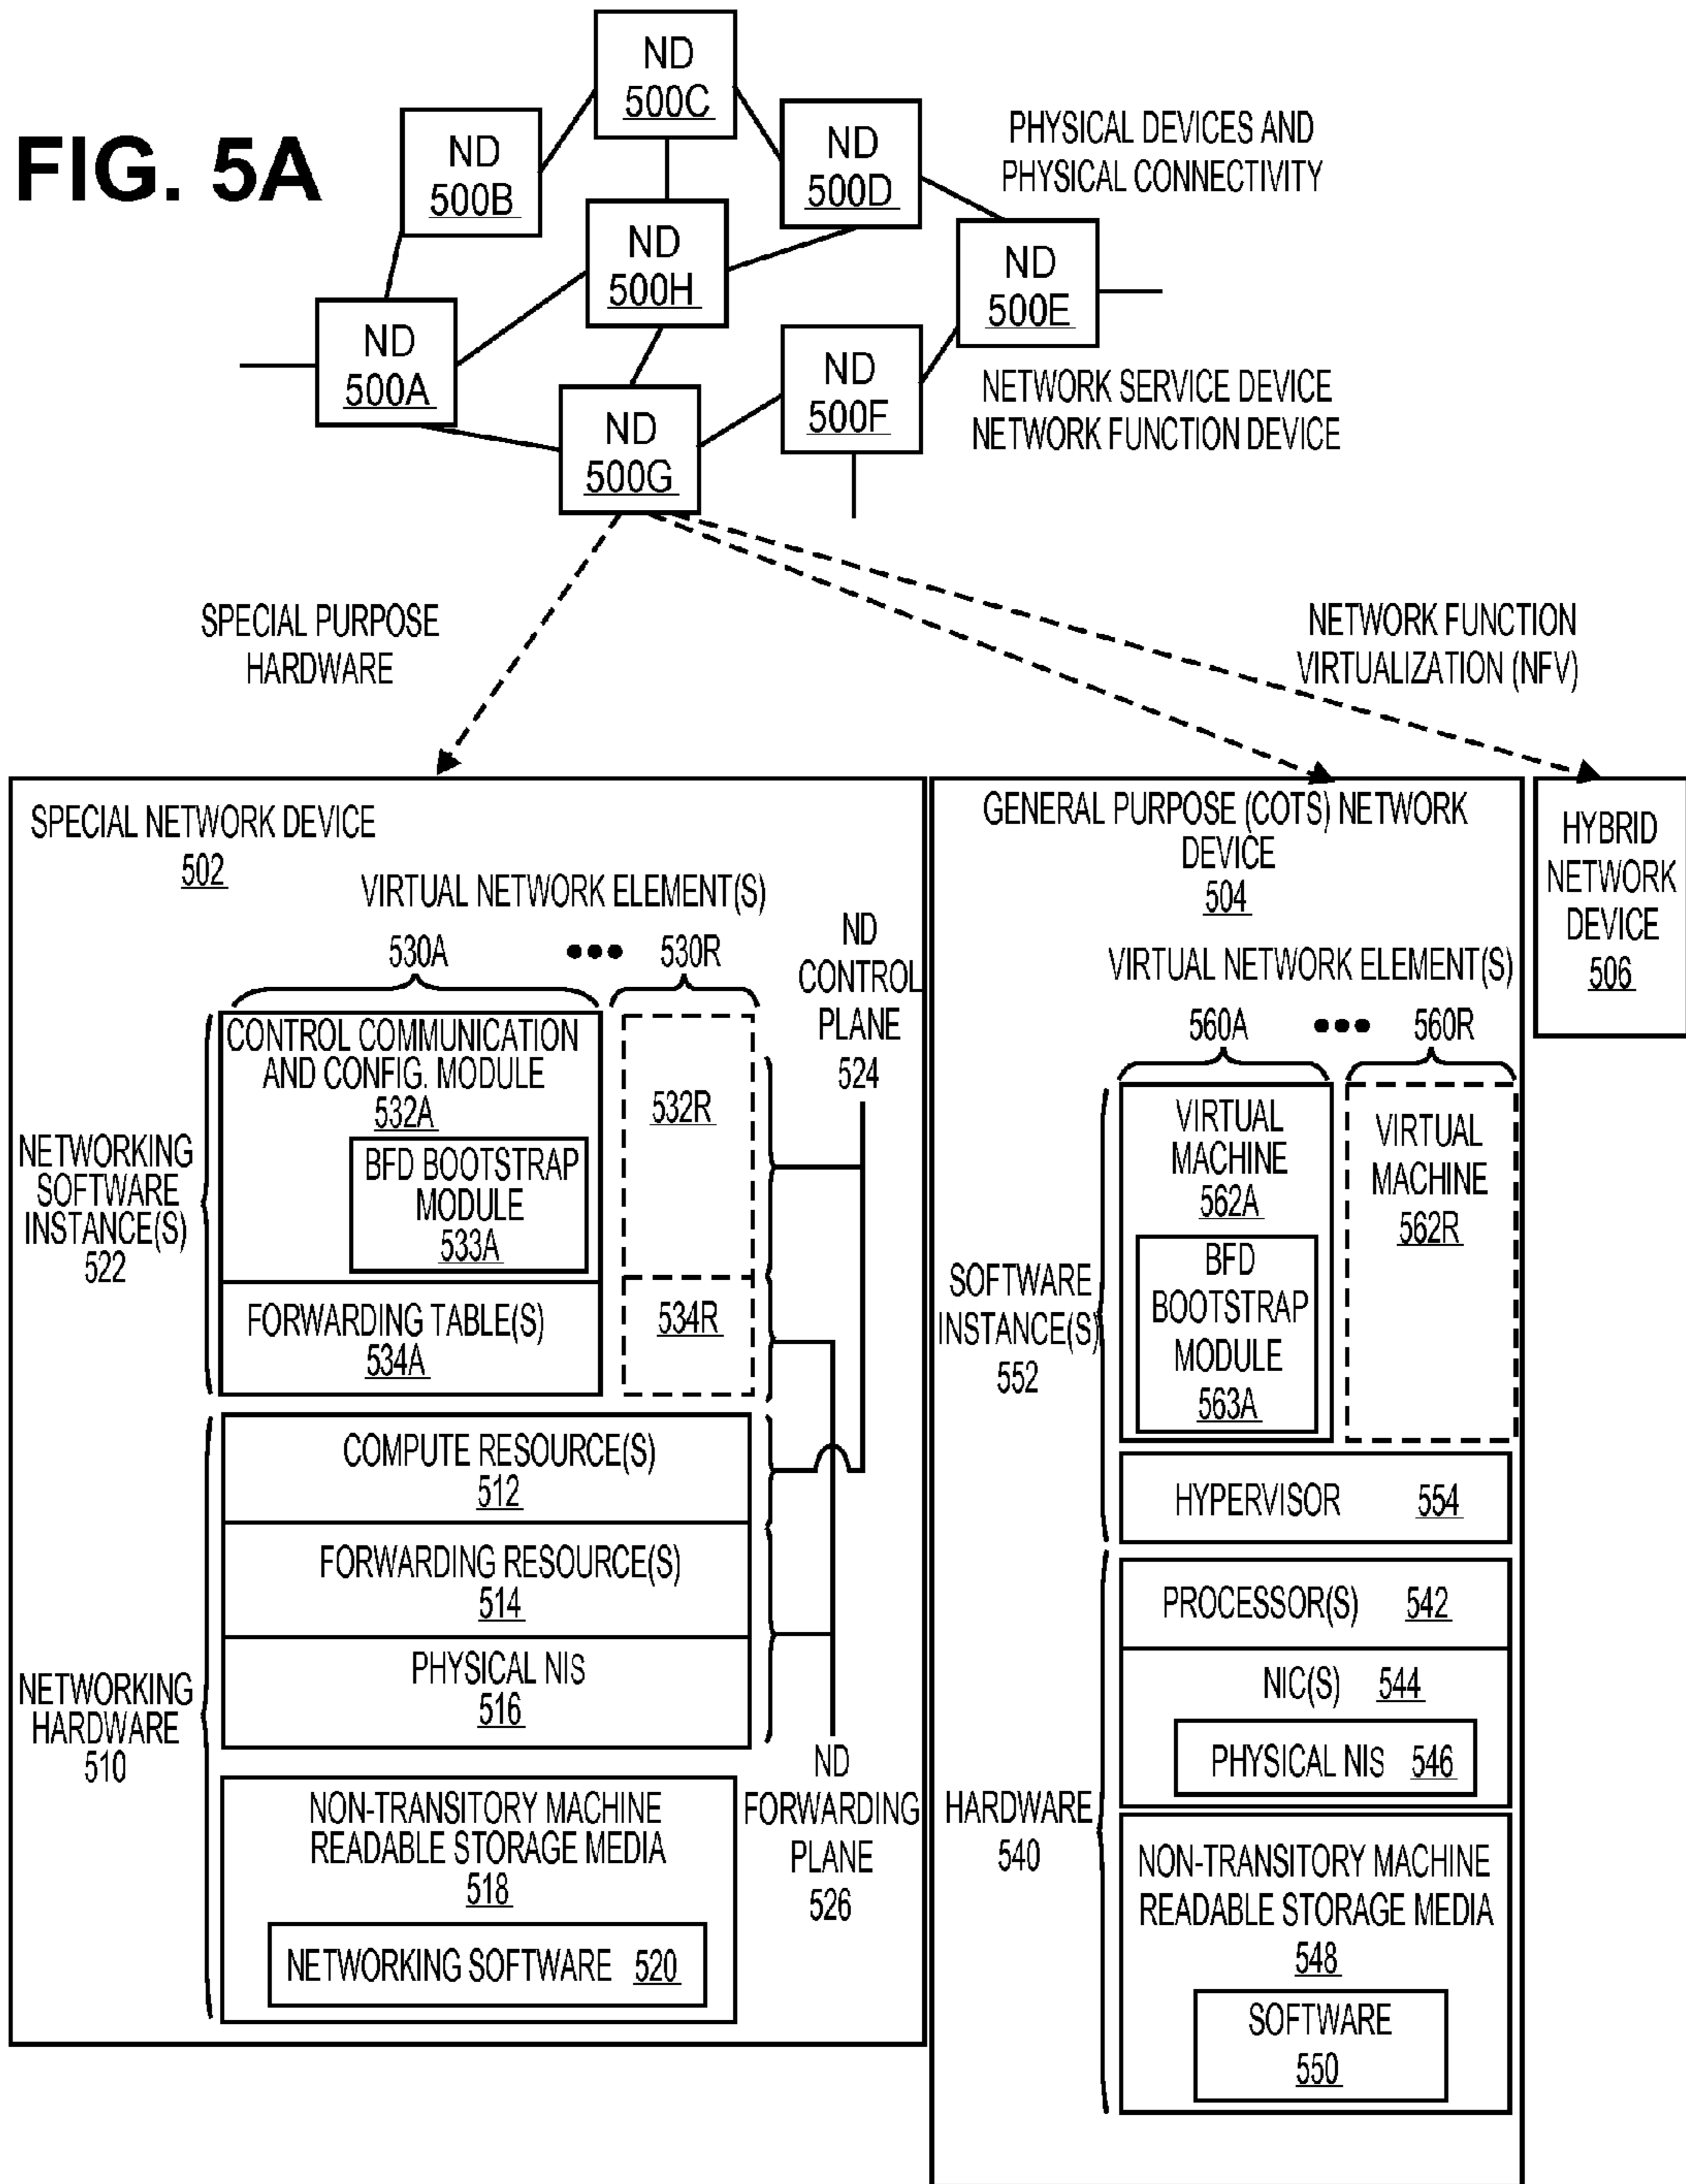 FIG. 5A
ND
500C
ND
500B
ND
500D
PHYSICAL DEVICES AND
PHYSICAL CONNECTIVITY
ND
500H
ND
500E
ND
500A
ND
500F
NETWORK SERVICE DEVICE
NETWORK FUNCTION DEVICE
ND
500G
SPECIAL PURPOSE
HARDWARE
NETWORK FUNCTION
VIRTUALIZATION (NFV)
SPECIAL NETWORK DEVICE
502
VIRTUAL NETWORK ELEMENT(S)
530A ••• 530R
ND
CONTROL
PLANE
524
NETWORKING
SOFTWARE
INSTANCE(S)
522
CONTROL COMMUNICATION
AND CONFIG. MODULE
532A
BFD BOOTSTRAP
MODULE
533A
532R
FORWARDING TABLE(S)
534A
534R
NETWORKING
HARDWARE
510
COMPUTE RESOURCE(S)
512
FORWARDING RESOURCE(S)
514
PHYSICAL NIS
516
ND
FORWARDING
PLANE
526
NON-TRANSITORY MACHINE
READABLE STORAGE MEDIA
518
NETWORKING SOFTWARE 520
GENERAL PURPOSE (COTS) NETWORK
DEVICE
504
VIRTUAL NETWORK ELEMENT(S)
560A ••• 560R
SOFTWARE
INSTANCE(S)
552
VIRTUAL
MACHINE
562A
BFD
BOOTSTRAP
MODULE
563A
VIRTUAL
MACHINE
562R
HYPERVISOR 554
HARDWARE
540
PROCESSOR(S) 542
NIC(S) 544
PHYSICAL NIS 546
NON-TRANSITORY MACHINE
READABLE STORAGE MEDIA
548
SOFTWARE
550
HYBRID
NETWORK
DEVICE
506